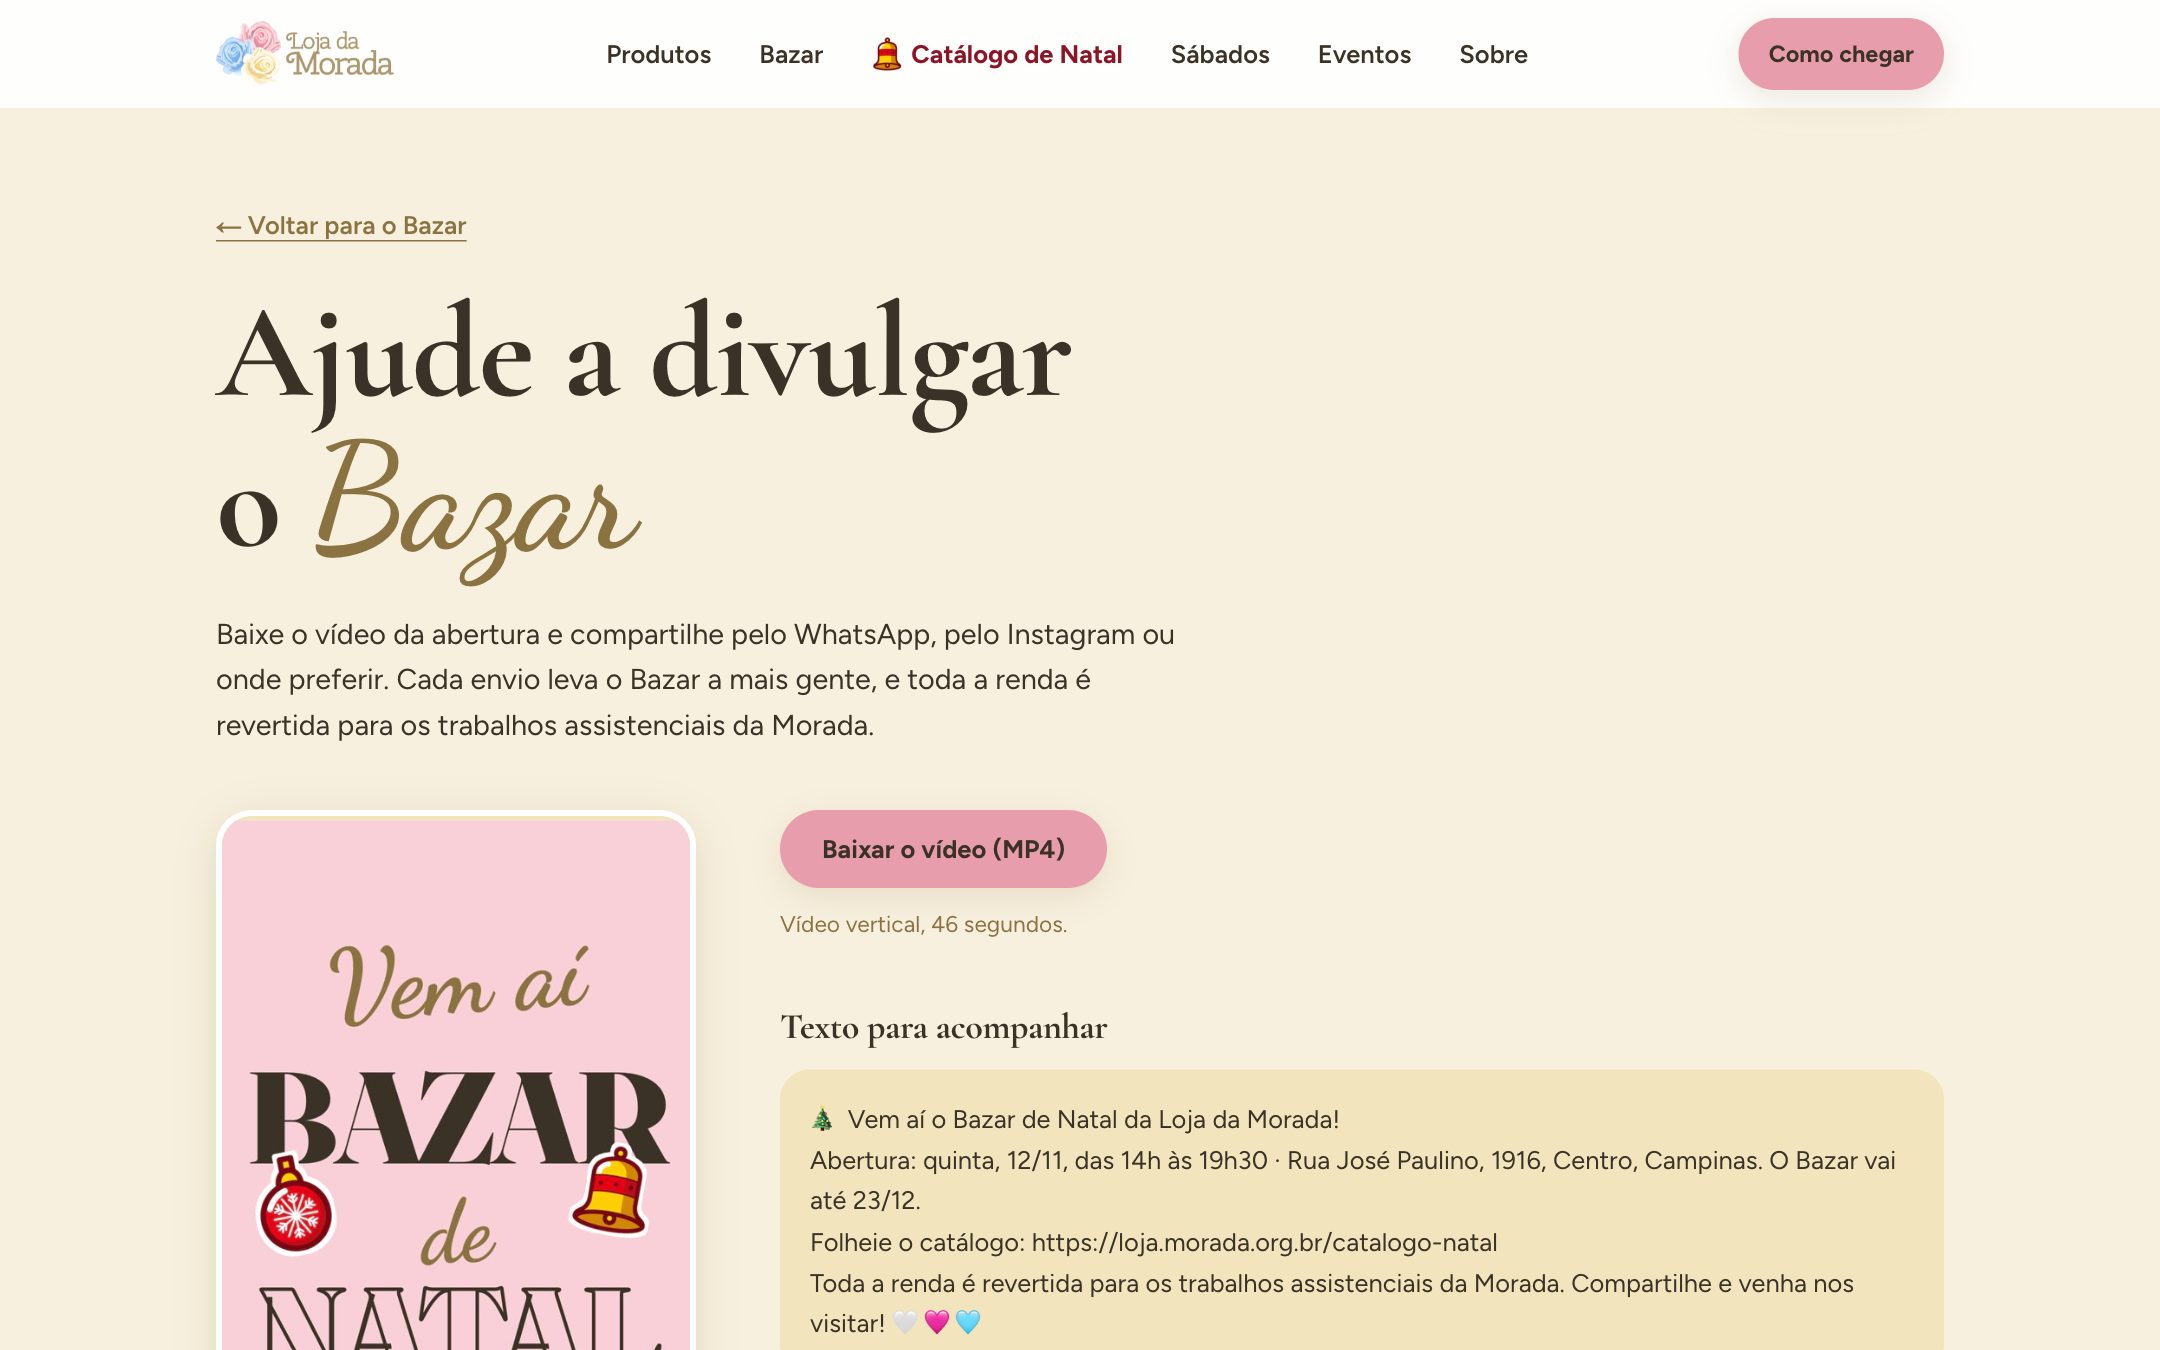 Loja da
Morada
Produtos
Bazar
Catálogo de Natal
Sábados
Eventos
Sobre
Como chegar
← Voltar para o Bazar
Ajude a divulgar
o Bazar
Baixe o vídeo da abertura e compartilhe pelo WhatsApp, pelo Instagram ou
onde preferir. Cada envio leva o Bazar a mais gente, e toda a renda é
revertida para os trabalhos assistenciais da Morada.
Vem aí
BAZAR
de
NATAL
Baixar o vídeo (MP4)
Vídeo vertical, 46 segundos.
Texto para acompanhar
🎄 Vem aí o Bazar de Natal da Loja da Morada!
Abertura: quinta, 12/11, das 14h às 19h30 · Rua José Paulino, 1916, Centro, Campinas. O Bazar vai
até 23/12.
Folheie o catálogo: https://loja.morada.org.br/catalogo-natal
Toda a renda é revertida para os trabalhos assistenciais da Morada. Compartilhe e venha nos
visitar! 🤍 🩷 🩵